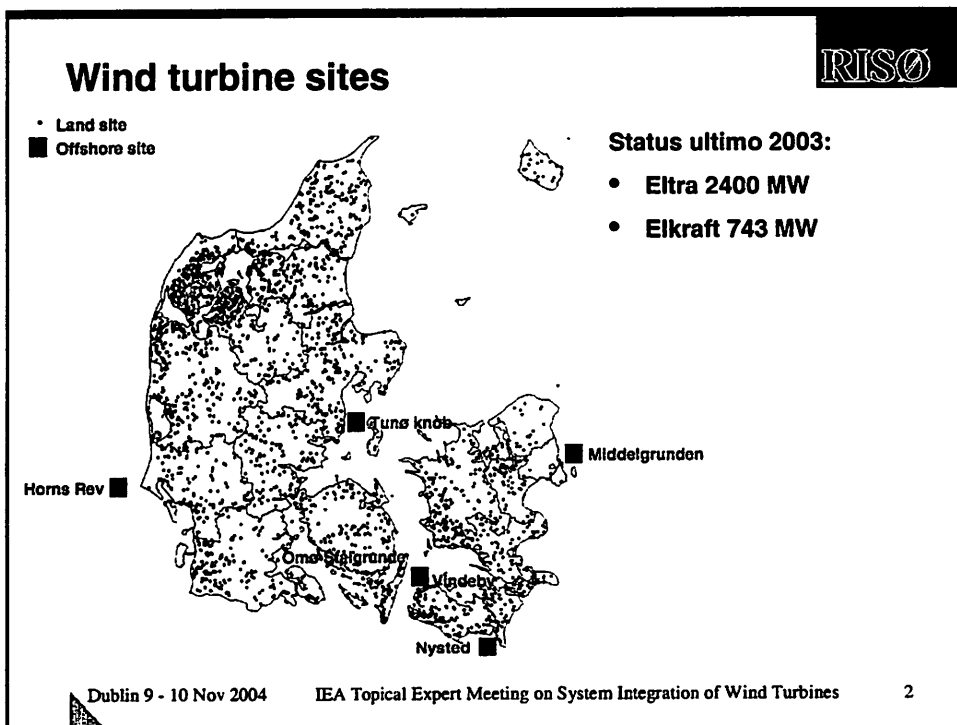 RISØ
Wind turbine sites
• Land site
Offshore site
Status ultimo 2003:
• Eltra 2400 MW
• Elkraft 743 MW
Tunø knob
Middelgrunden
Horns Rev
Omø Stålgrunde
Vindeby
Nysted
Dublin 9 - 10 Nov 2004 IEA Topical Expert Meeting on System Integration of Wind Turbines 2